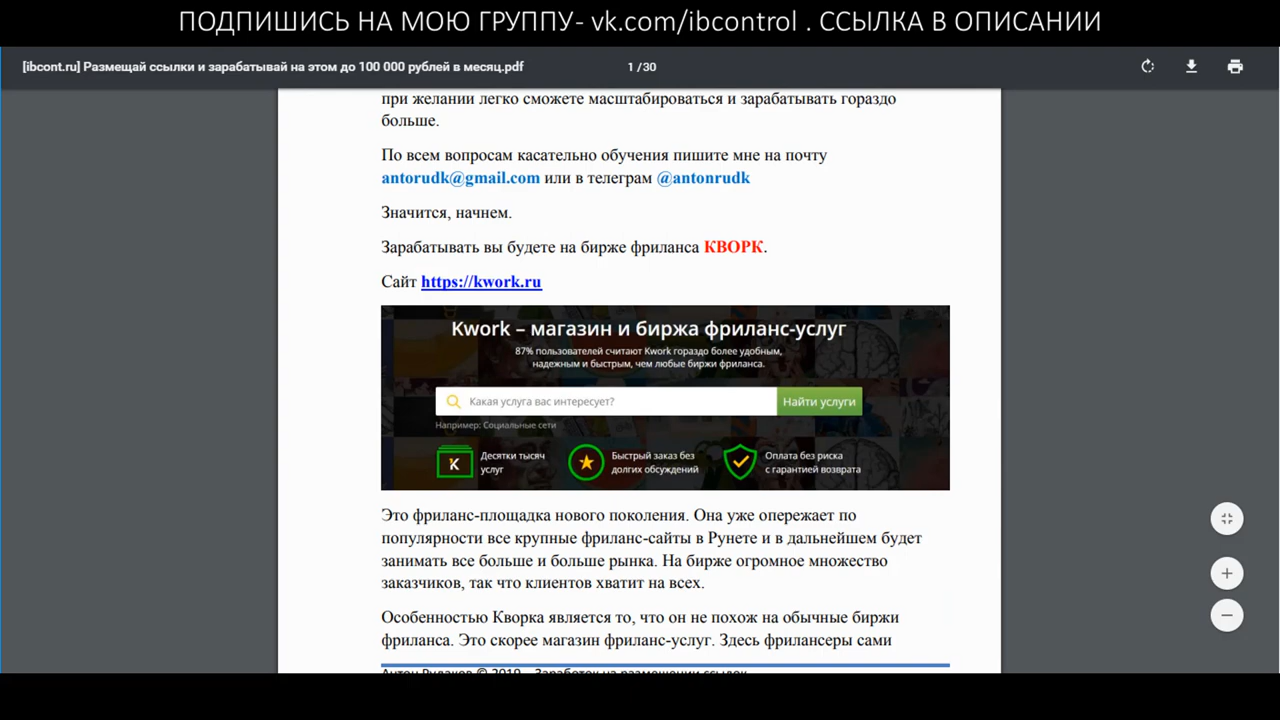 ПОДПИШИСЬ НА МОЮ ГРУППУ- vk.com/ibcontrol . ССЫЛКА В ОПИСАНИИ
[ibcont.ru] Размещай ссылки и зарабатывай на этом до 100 000 рублей в месяц.pdf
1 /30
при желании легко сможете масштабироваться и зарабатывать гораздо
больше.
По всем вопросам касательно обучения пишите мне на почту
antorudk@gmail.com или в телеграм @antonrudk
Значится, начнем.
Зарабатывать вы будете на бирже фриланса КВОРК.
Сайт https://kwork.ru
Kwork – магазин и биржа фриланс-услуг
87% пользователей считают Kwork гораздо более удобным,
надежным и быстрым, чем любые биржи фриланса.
Какая услуга вас интересует?
Найти услуги
Например: Социальные сети
K
Десятки тысяч
услуг
Быстрый заказ без
долгих обсуждений
Оплата без риска
с гарантией возврата
Это фриланс-площадка нового поколения. Она уже опережает по
популярности все крупные фриланс-сайты в Рунете и в дальнейшем будет
занимать все больше и больше рынка. На бирже огромное множество
заказчиков, так что клиентов хватит на всех.
Особенностью Кворка является то, что он не похож на обычные биржи
фриланса. Это скорее магазин фриланс-услуг. Здесь фрилансеры сами
Антон Рудаков © 2019 – Заработок на размещении ссылок